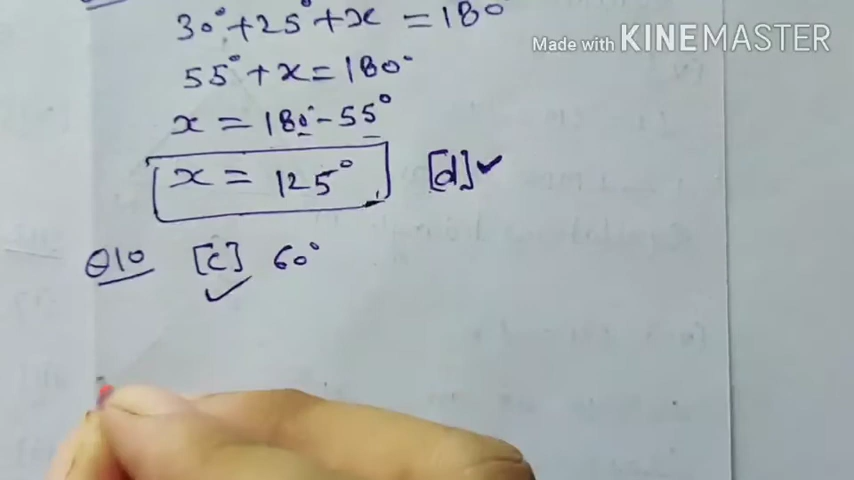 30°+25°+x =180°
Made with KINEMASTER
55°+x=180°
x =180°-55°
x = 125° [d]✓
Q10 [c] 60°
✓